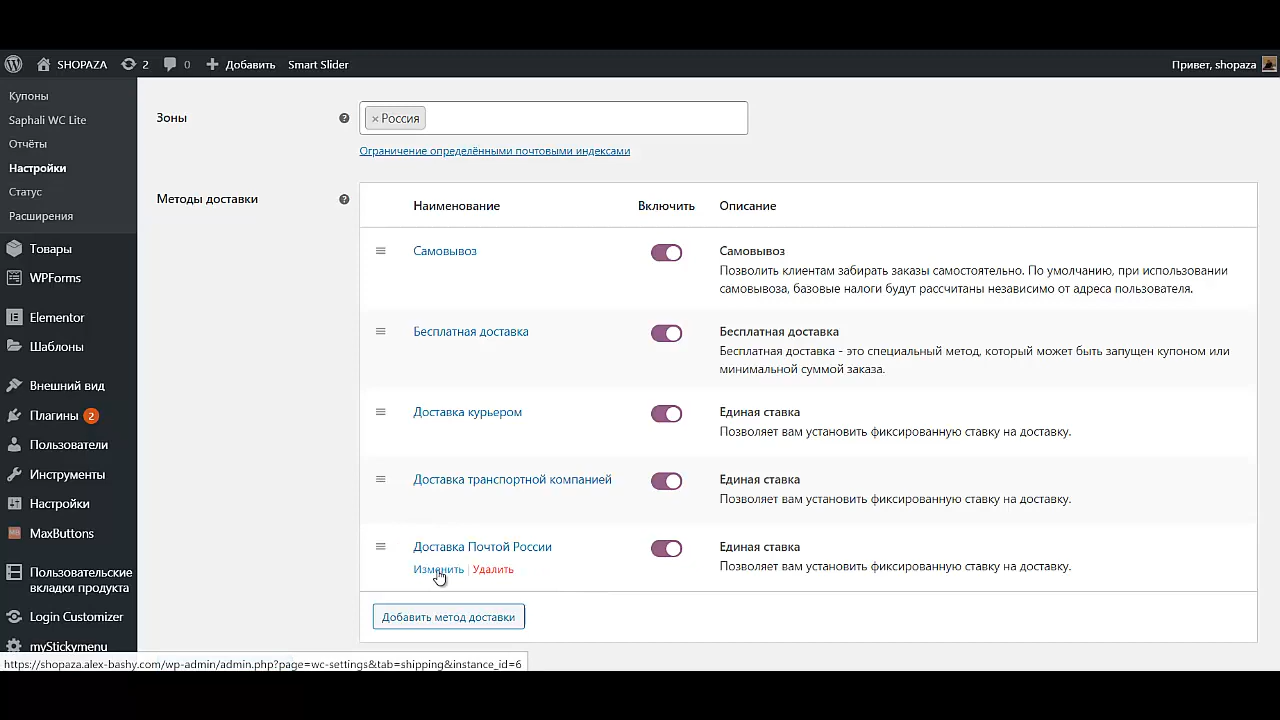 SHOPAZA 2 0 Добавить Smart Slider Привет, shopaza
Купоны
Saphali WC Lite
Отчёты
Настройки
Статус
Расширения
Товары
WPForms
Elementor
Шаблоны
Внешний вид
Плагины 2
Пользователи
Инструменты
Настройки
MaxButtons
Пользовательские
вкладки продукта
Login Customizer
myStickymenu
Зоны ? × Россия
Ограничение определёнными почтовыми индексами
Методы доставки ?
Наименование Включить Описание
Самовывоз Самовывоз
Позволить клиентам забирать заказы самостоятельно. По умолчанию, при использовании
самовывоза, базовые налоги будут рассчитаны независимо от адреса пользователя.
Бесплатная доставка Бесплатная доставка
Бесплатная доставка - это специальный метод, который может быть запущен купоном или
минимальной суммой заказа.
Доставка курьером Единая ставка
Позволяет вам установить фиксированную ставку на доставку.
Доставка транспортной компанией Единая ставка
Позволяет вам установить фиксированную ставку на доставку.
Доставка Почтой России Единая ставка
Изменить | Удалить Позволяет вам установить фиксированную ставку на доставку.
Добавить метод доставки
https://shopaza.alex-bashy.com/wp-admin/admin.php?page=wc-settings&tab=shipping&instance_id=6